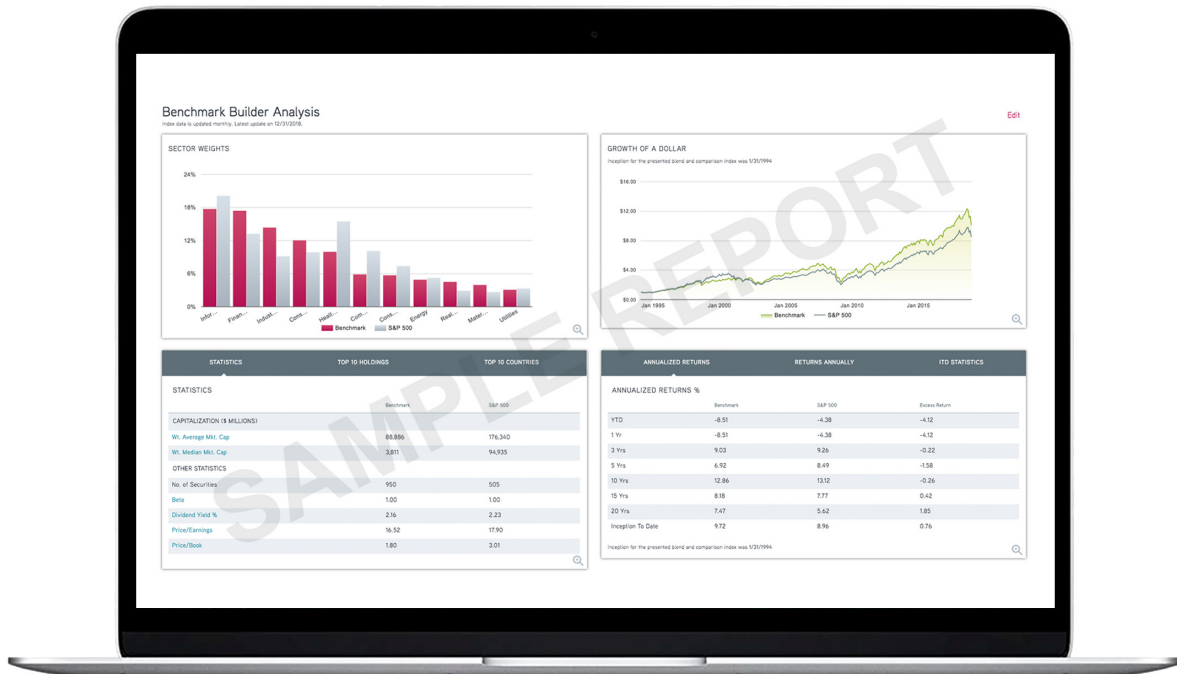 Benchmark Builder Analysis
Index data is updated monthly. Latest update on 12/31/2018.
Edit
SECTOR WEIGHTS
24%
18%
12%
6%
0%
Infor... Finan... Indust... Cons... Healt... Com... Cons... Energy Real... Mater... Utilities
Benchmark S&P 500
GROWTH OF A DOLLAR
Inception for the presented blend and comparison index was 1/31/1994
$16.00
$12.00
$8.00
$4.00
$0.00
Jan 1995 Jan 2000 Jan 2005 Jan 2010 Jan 2015
Benchmark S&P 500
STATISTICS TOP 10 HOLDINGS TOP 10 COUNTRIES
STATISTICS
Benchmark S&P 500
CAPITALIZATION ($ MILLIONS)
Wt. Average Mkt. Cap 88,886 176,340
Wt. Median Mkt. Cap 3,811 94,935
OTHER STATISTICS
No. of Securities 950 505
Beta 1.00 1.00
Dividend Yield % 2.16 2.23
Price/Earnings 16.52 17.90
Price/Book 1.80 3.01
ANNUALIZED RETURNS RETURNS ANNUALLY ITD STATISTICS
ANNUALIZED RETURNS %
Benchmark S&P 500 Excess Return
YTD -8.51 -4.38 -4.12
1 Yr -8.51 -4.38 -4.12
3 Yrs 9.03 9.26 -0.22
5 Yrs 6.92 8.49 -1.58
10 Yrs 12.86 13.12 -0.26
15 Yrs 8.18 7.77 0.42
20 Yrs 7.47 5.62 1.85
Inception To Date 9.72 8.96 0.76
Inception for the presented blend and comparison index was 1/31/1994
SAMPLE REPORT